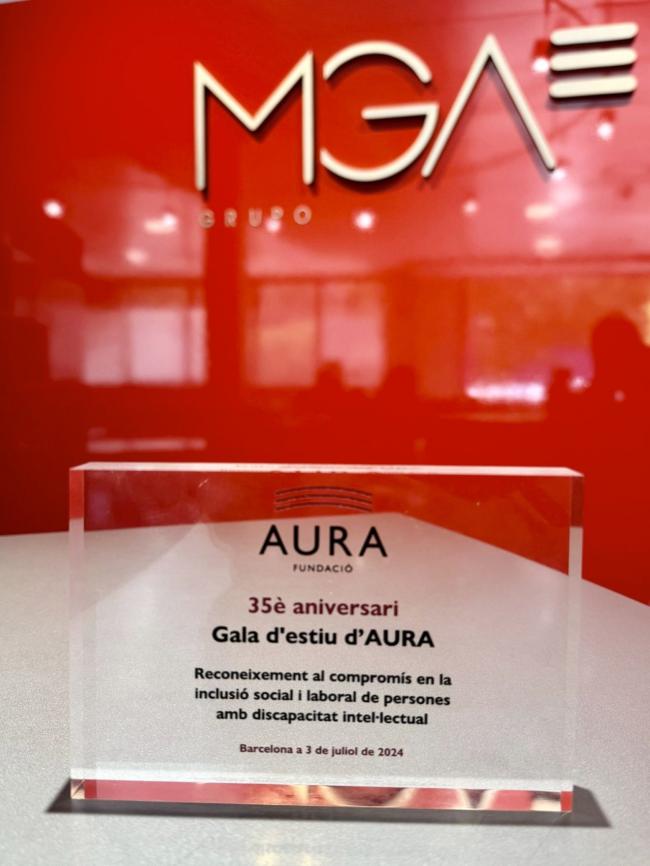 MGA
GRUPO
AURA
FUNDACIÓ
35è aniversari
Gala d'estiu d’AURA
Reconeixement al compromís en la
inclusió social i laboral de persones
amb discapacitat intel·lectual
Barcelona a 3 de juliol de 2024